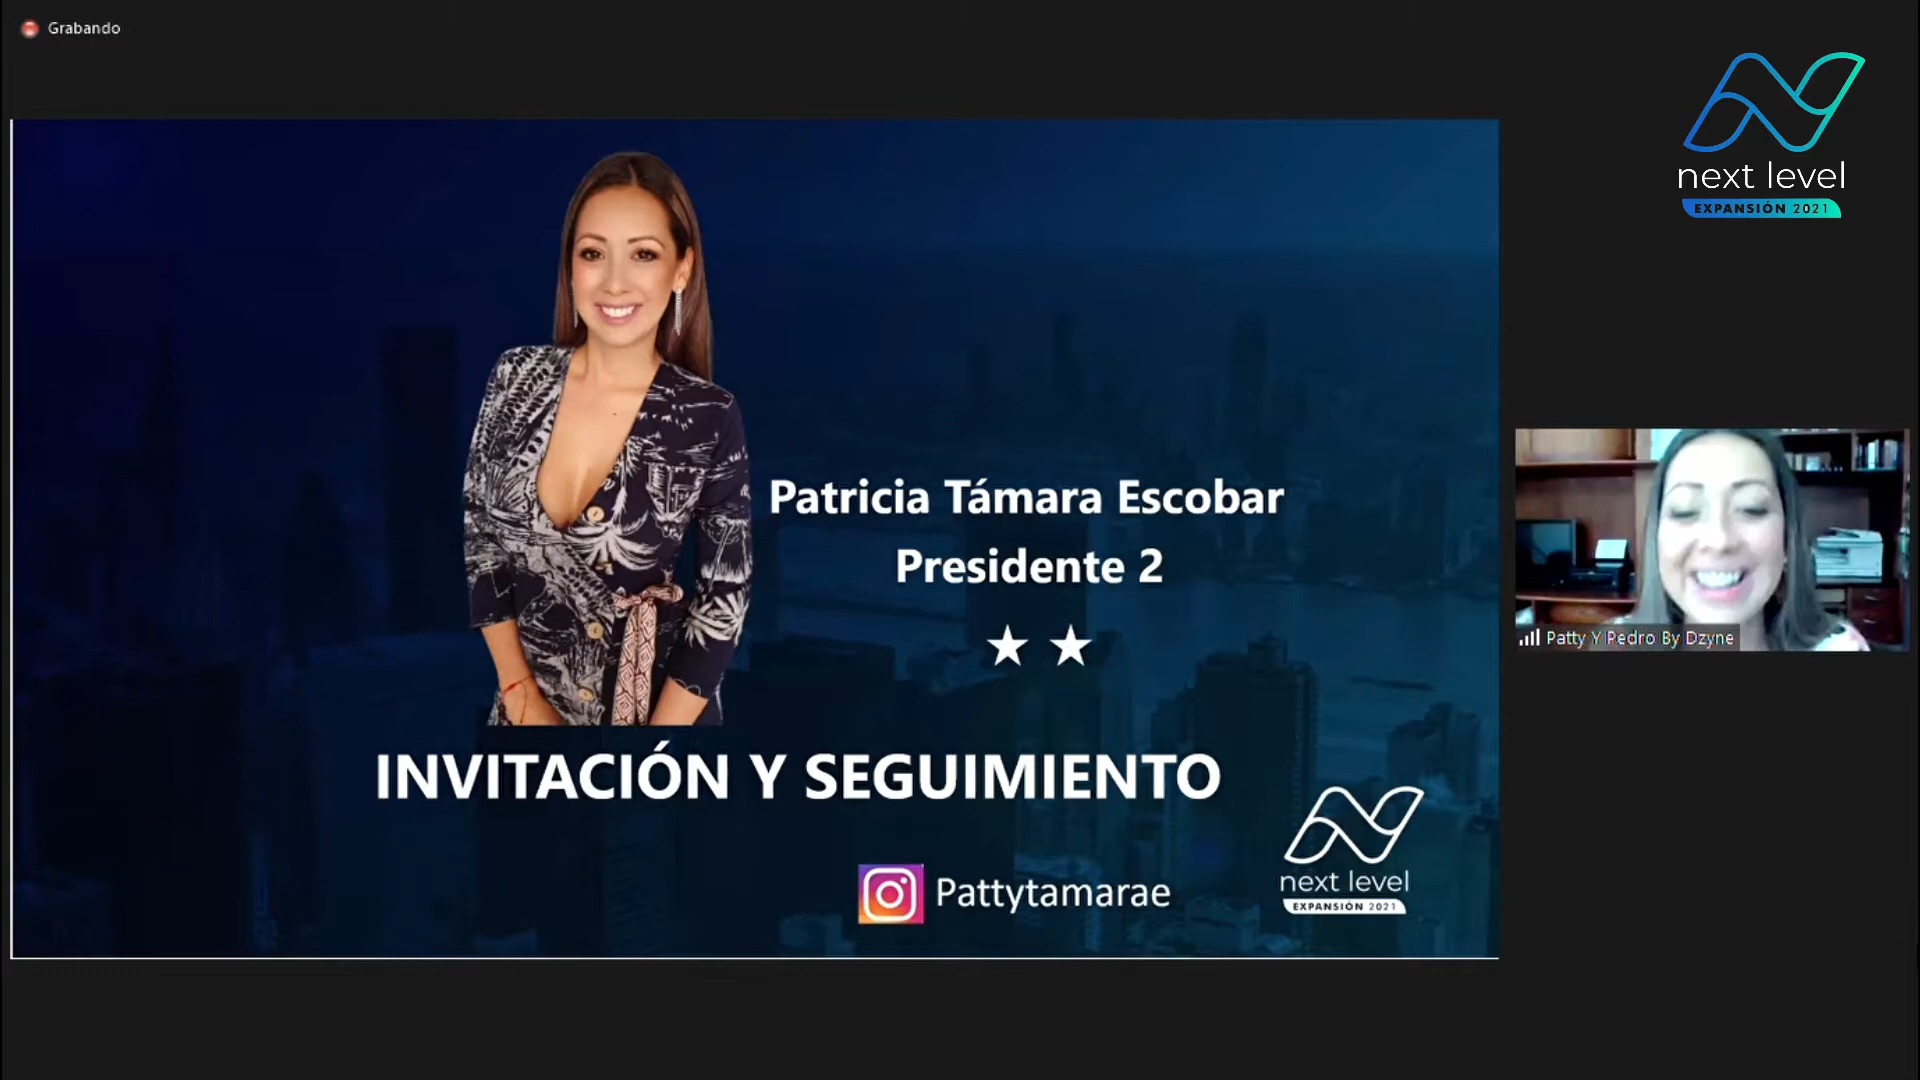 Grabando
next level
EXPANSIÓN 2021
Patricia Támara Escobar
Presidente 2
INVITACIÓN Y SEGUIMIENTO
Pattytamarae
next level
EXPANSIÓN 2021
Patty Y Pedro By Dzyne